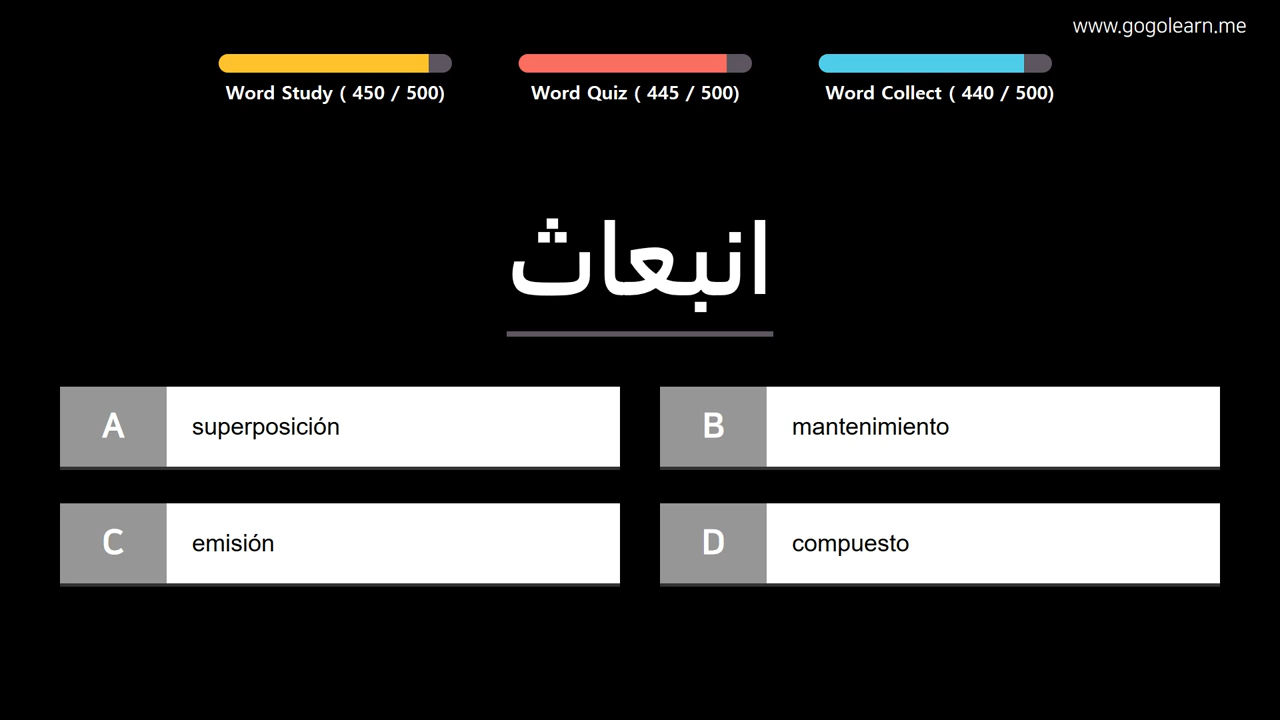 www.gogolearn.me
Word Study ( 450 / 500)
Word Quiz ( 445 / 500)
Word Collect ( 440 / 500)
انبعاث
A superposición
B mantenimiento
C emisión
D compuesto